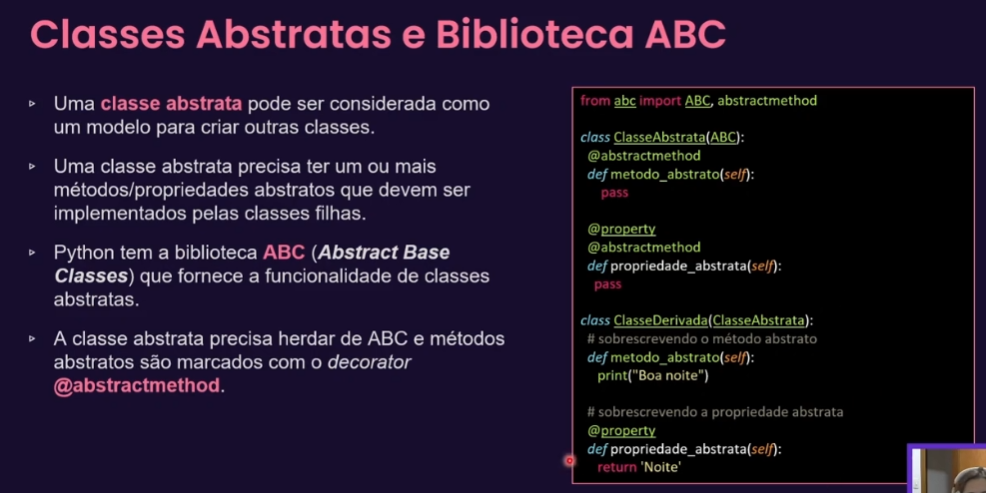 Classes Abstratas e Biblioteca ABC
Uma classe abstrata pode ser considerada como
um modelo para criar outras classes.
Uma classe abstrata precisa ter um ou mais
métodos/propriedades abstratos que devem ser
implementados pelas classes filhas.
Python tem a biblioteca ABC (Abstract Base
Classes) que fornece a funcionalidade de classes
abstratas.
A classe abstrata precisa herdar de ABC e métodos
abstratos são marcados com o decorator
@abstractmethod.
from abc import ABC, abstractmethod
class ClasseAbstrata(ABC):
@abstractmethod
def metodo_abstrato(self):
pass
@property
@abstractmethod
def propriedade_abstrata(self):
pass
class ClasseDerivada(ClasseAbstrata):
# sobrescrevendo o método abstrato
def metodo_abstrato(self):
print("Boa noite")
# sobrescrevendo a propriedade abstrata
@property
def propriedade_abstrata(self):
return 'Noite'